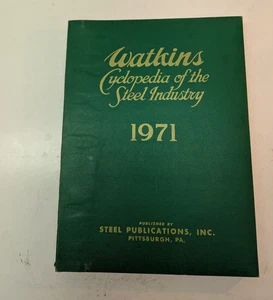 Watkins
Cyclopedia of the
Steel Industry
1971
PUBLISHED BY
STEEL PUBLICATIONS, INC.
PITTSBURGH, PA.